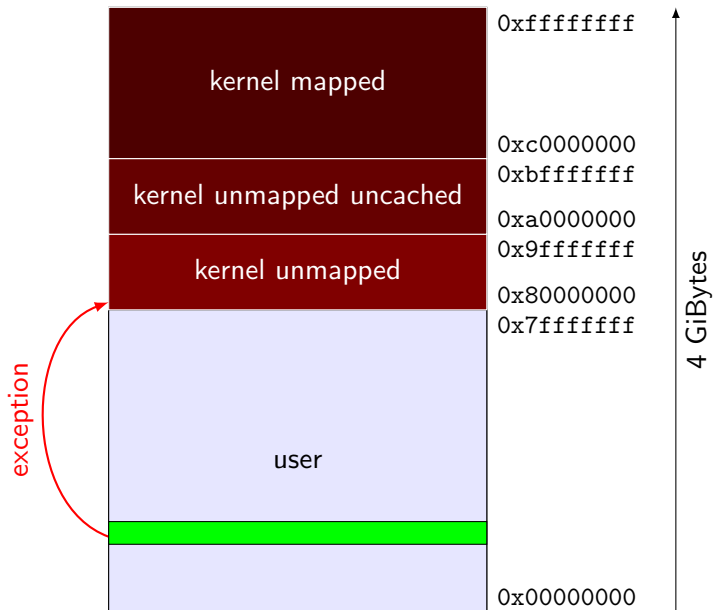 0xffffffff
kernel mapped
0xc0000000
0xbfffffff
kernel unmapped uncached
0xa0000000
0x9fffffff
kernel unmapped
0x80000000
0x7fffffff
4 GiBytes
exception
user
0x00000000